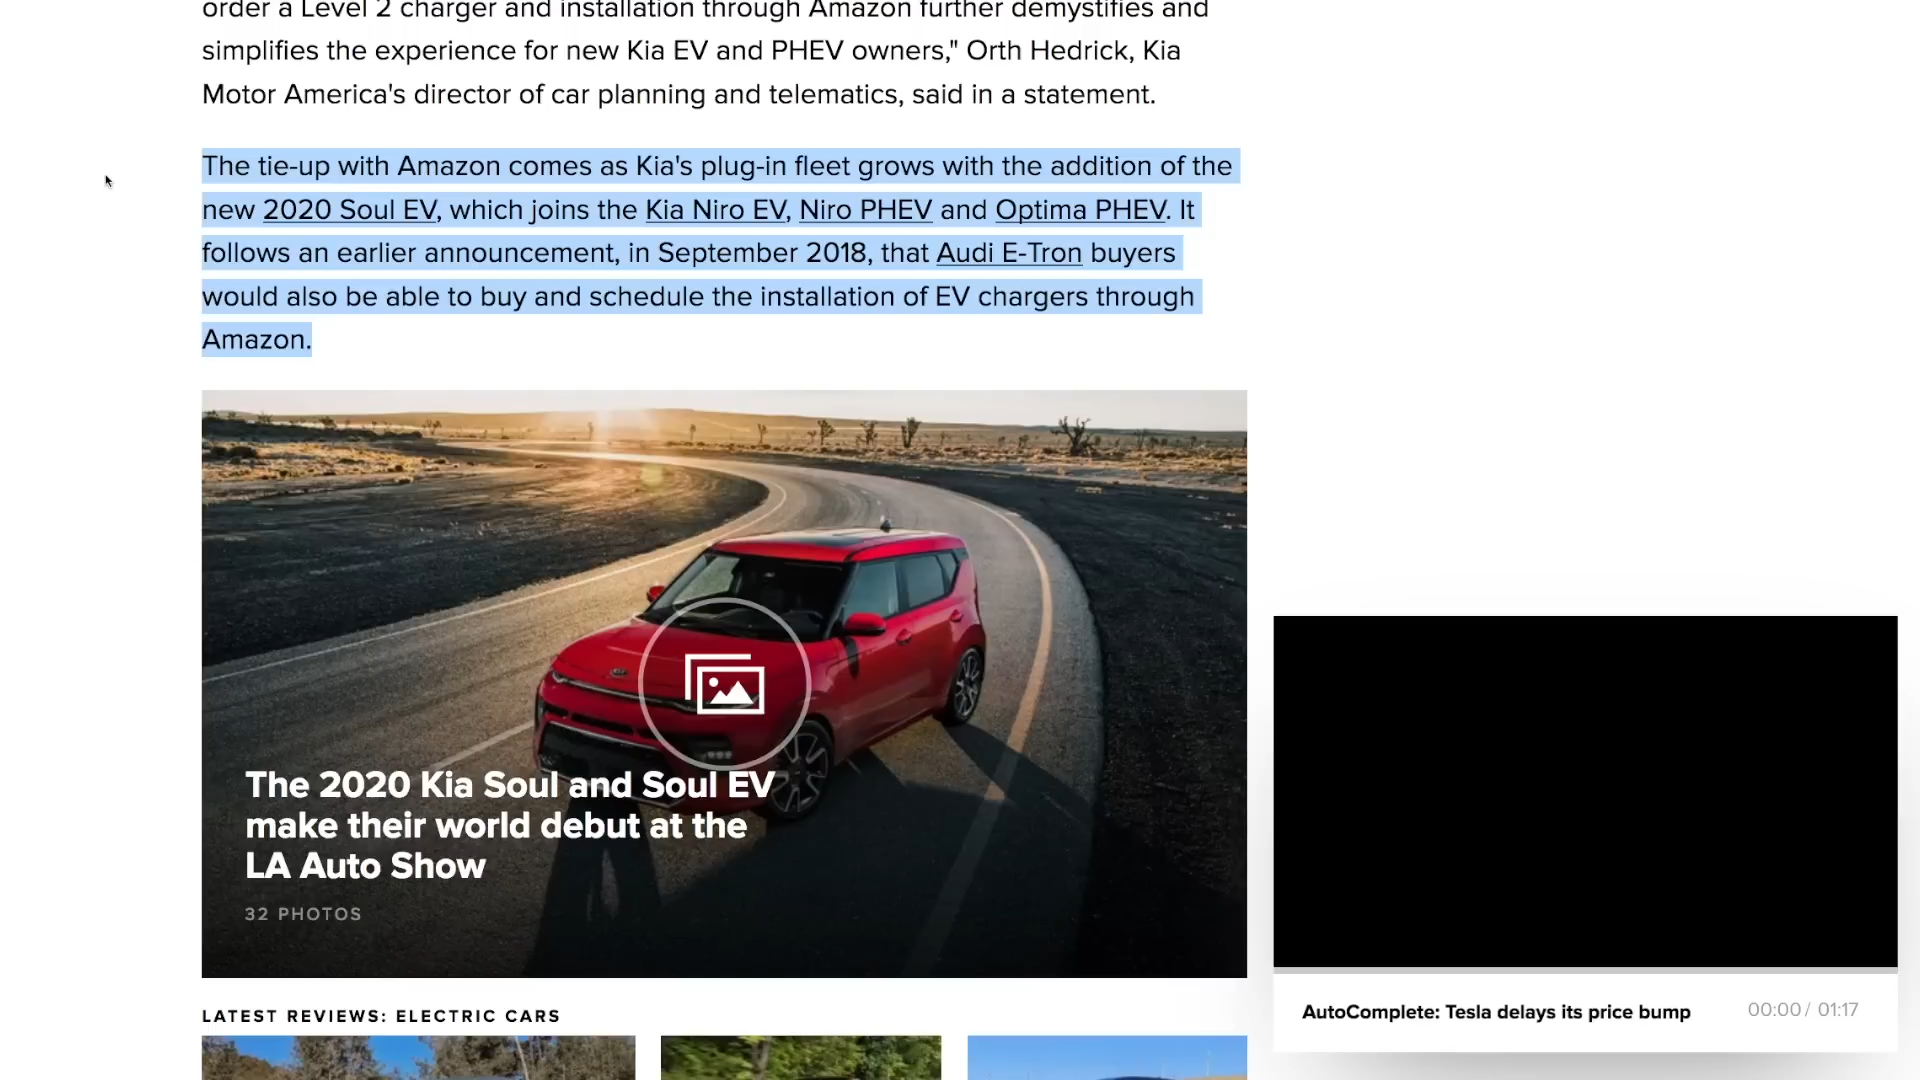 order a Level 2 charger and installation through Amazon further demystifies and
simplifies the experience for new Kia EV and PHEV owners," Orth Hedrick, Kia
Motor America's director of car planning and telematics, said in a statement.
The tie-up with Amazon comes as Kia's plug-in fleet grows with the addition of the
new 2020 Soul EV, which joins the Kia Niro EV, Niro PHEV and Optima PHEV. It
follows an earlier announcement, in September 2018, that Audi E-Tron buyers
would also be able to buy and schedule the installation of EV chargers through
Amazon.
The 2020 Kia Soul and Soul EV
make their world debut at the
LA Auto Show
32 PHOTOS
LATEST REVIEWS: ELECTRIC CARS
AutoComplete: Tesla delays its price bump 00:00 / 01:17